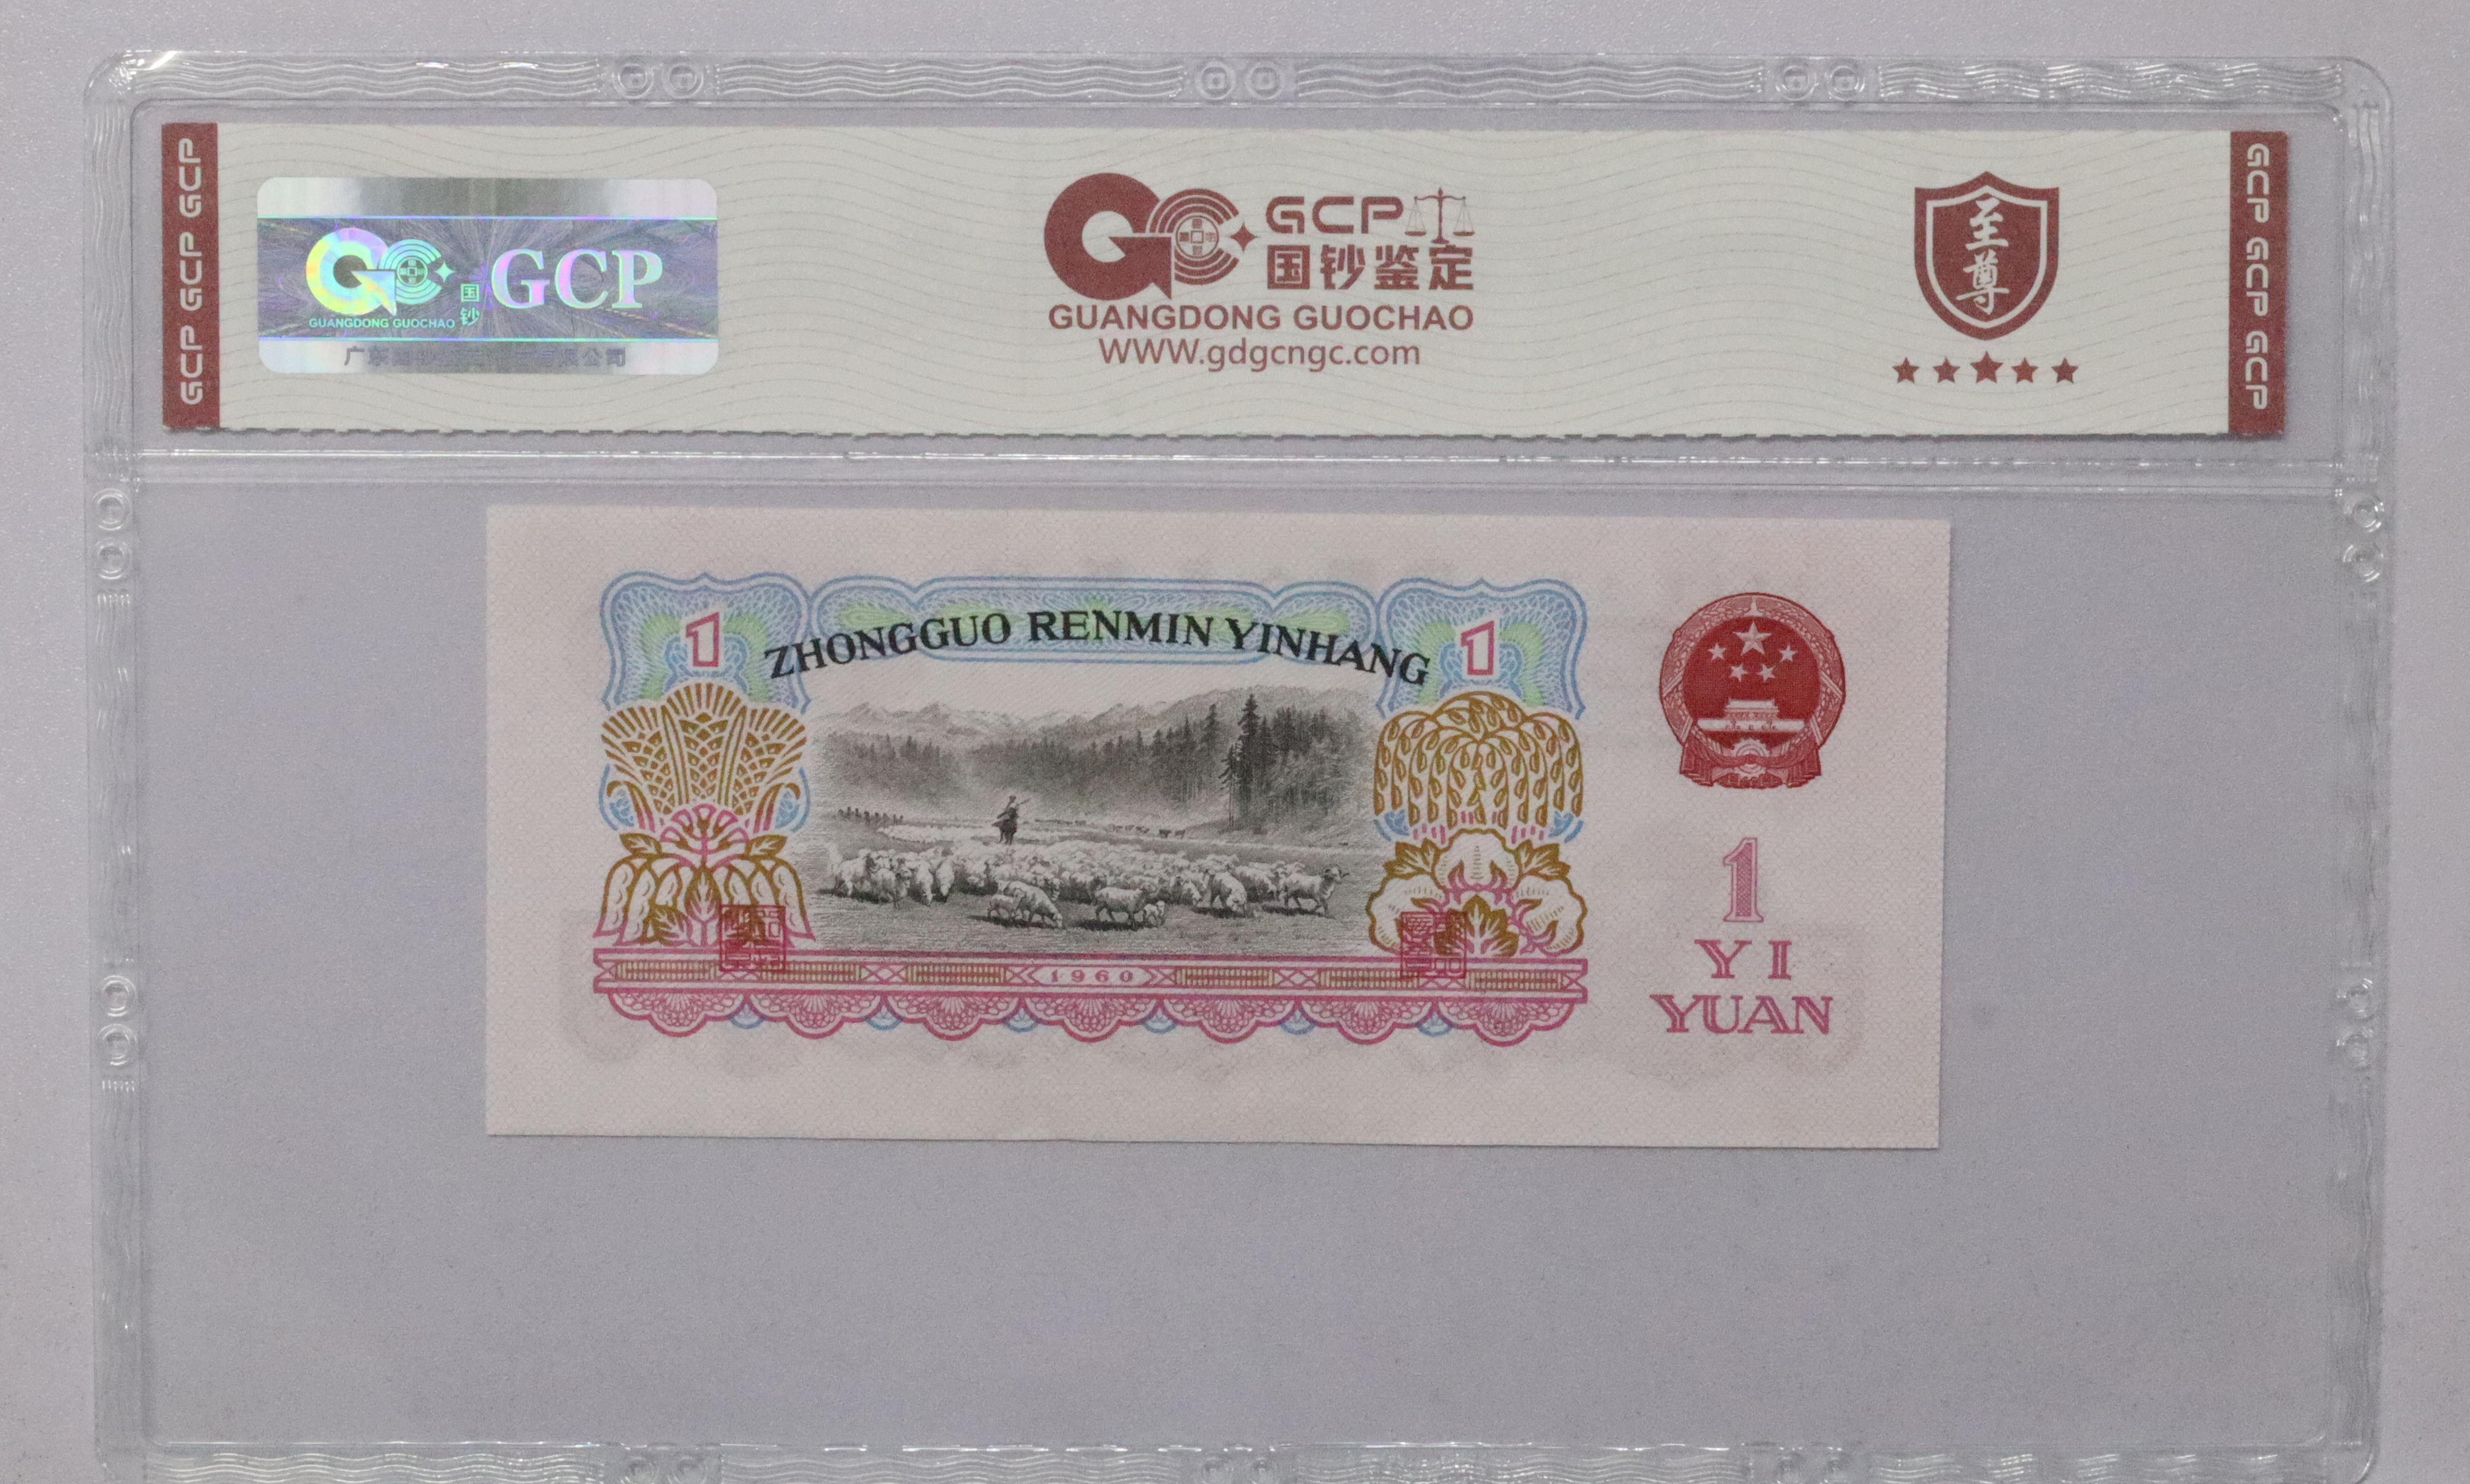 GCP GCP GCP
GCP
国钞
GUANGDONG GUOCHAO
GCP
国钞鉴定
GUANGDONG GUOCHAO
WWW.gdgcngc.com
至尊
GCP GCP GCP
ZHONGGUO RENMIN YINHANG
1
1
1960
1
YI
YUAN